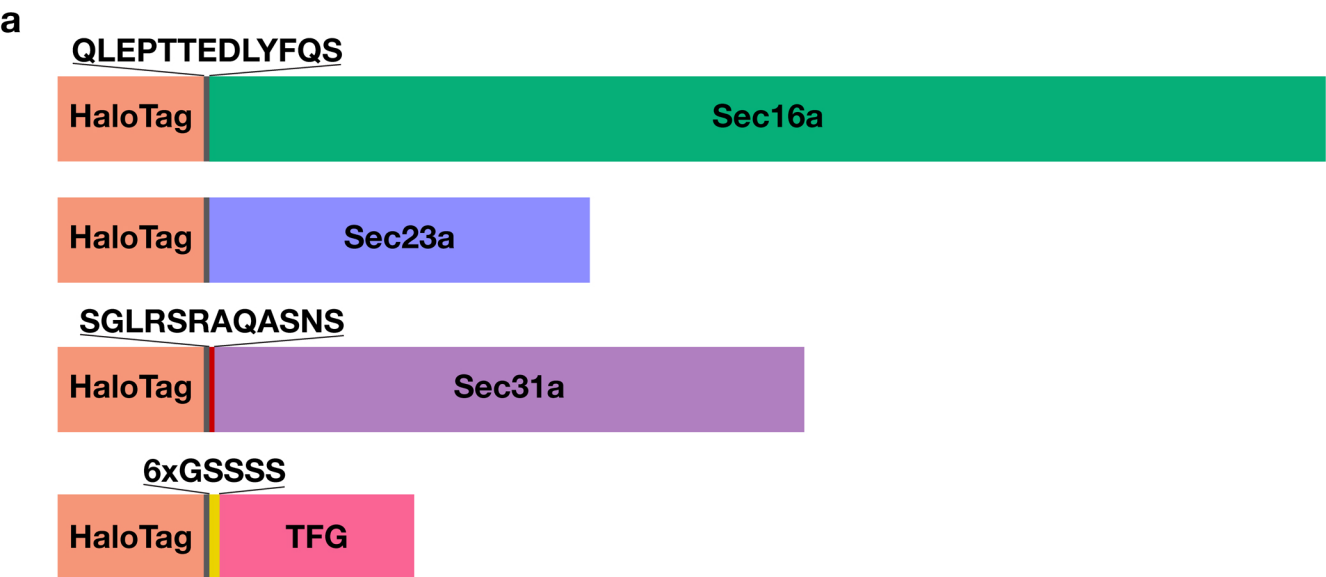 a
QLEPTTEDLYFQS
HaloTag Sec16a
HaloTag Sec23a
SGLRSRAQASNS
HaloTag Sec31a
6xGSSSS
HaloTag TFG